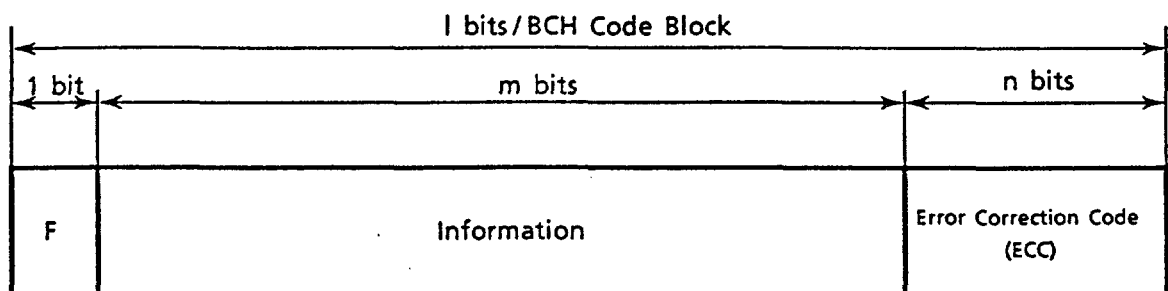 l bits/BCH Code Block
1 bit
m bits
n bits
F
Information
Error Correction Code
(ECC)